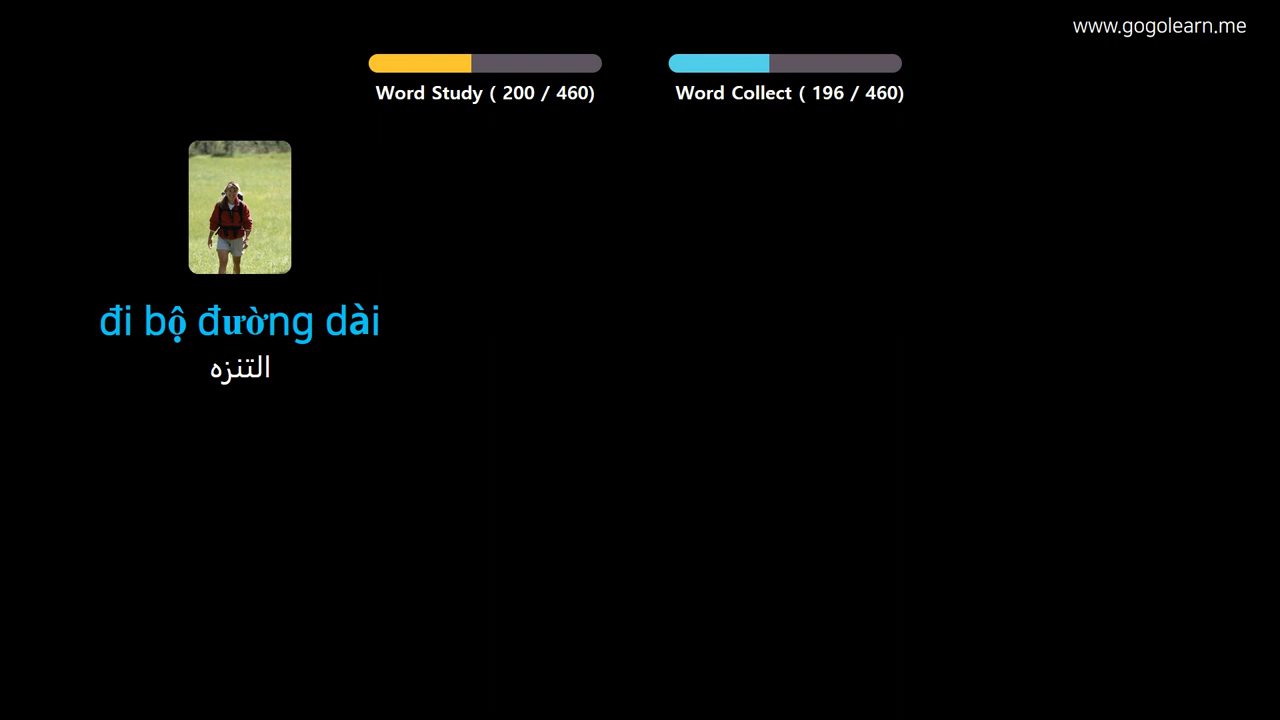 www.gogolearn.me
Word Study ( 200 / 460)
Word Collect ( 196 / 460)
đi bộ đường dài
التنزه